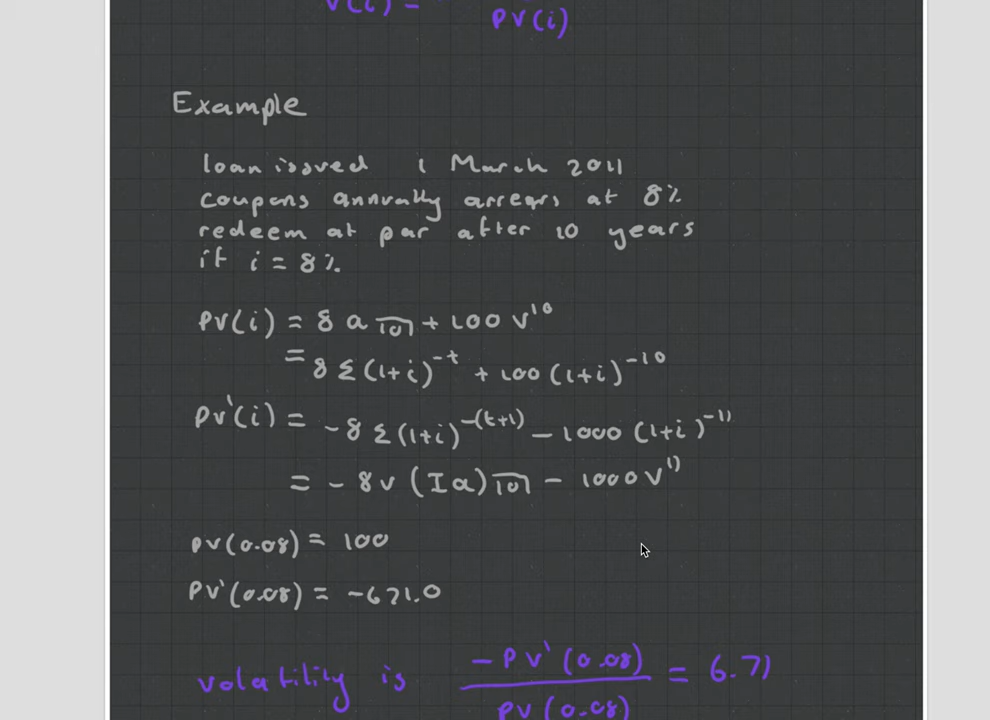 V(i) =
PV(i)
Example
loan issued 1 March 2011
coupons annually arrears at 8%
redeem at par after 10 years
if i = 8%
PV(i) = 8 a 10⌉ + 100 v¹⁰
= 8 Σ (1+i)^-t + 100 (1+i)^-10
PV'(i) = -8 Σ (1+i)^-(t+1) - 1000 (1+i)^-11
= -8v (Ia) 10⌉ - 1000 v¹¹
PV(0.08) = 100
PV'(0.08) = -671.0
volatility is -PV'(0.08) = 6.71
PV(0.08)